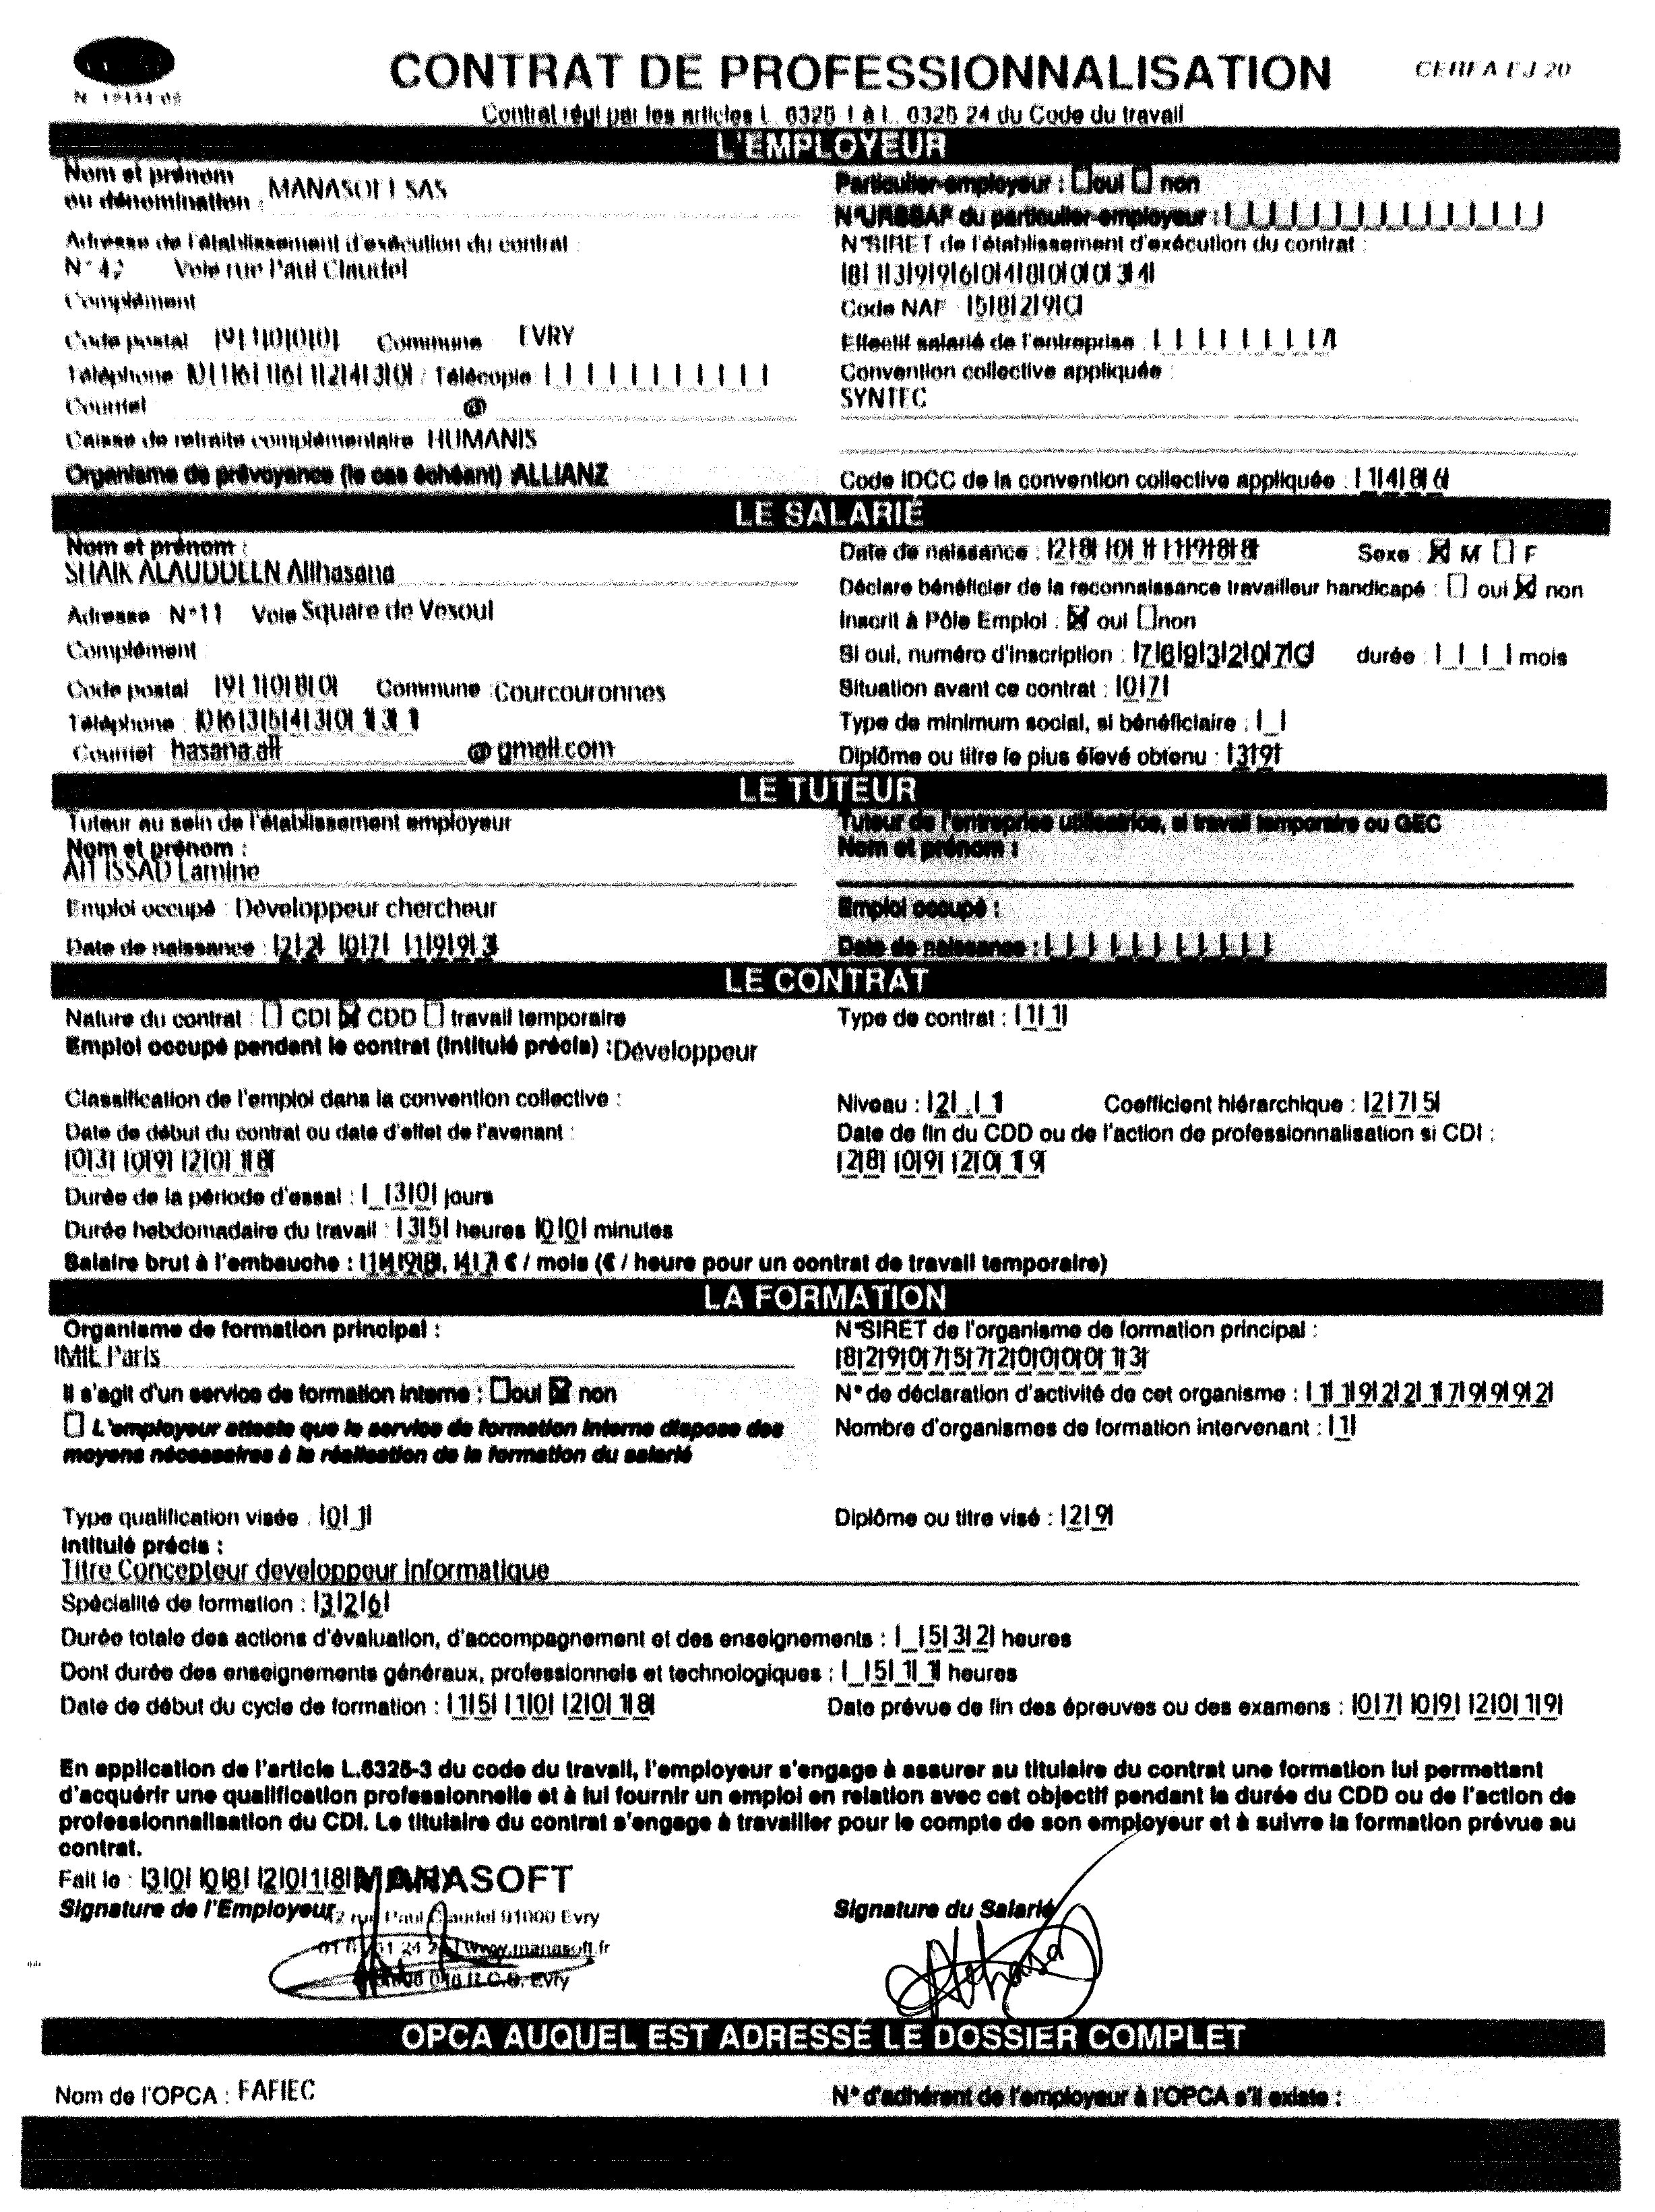 CONTRAT DE PROFESSIONNALISATION
CERFA EJ 20
Contrat régi par les articles L. 6325 1 à L. 6325 24 du Code du travail
L'EMPLOYEUR
Nom et prénom
ou dénomination : MANASOFT SAS
Particulier-employeur : oui non
N°URSSAF du particulier-employeur :
Adresse de l'établissement d'exécution du contrat :
N°SIRET de l'établissement d'exécution du contrat :
N° 42 Voie rue Paul Claudel
81399604800034
Complément
Code NAF 5829C
Code postal 91000 Commune EVRY
Effectif salarié de l'entreprise 7
Téléphone 0161612430 / Télécopie
Convention collective appliquée :
Courriel @
SYNTEC
Caisse de retraite complémentaire HUMANIS
Organisme de prévoyance (le cas échéant) ALLIANZ
Code IDCC de la convention collective appliquée : 1486
LE SALARIÉ
Nom et prénom :
SHAIK ALAUDDEEN Alihasana
Date de naissance : 28 01 1988 Sexe : M F
Déclare bénéficier de la reconnaissance travailleur handicapé : oui non
Adresse N°11 Voie Square de Vesoul
Inscrit à Pôle Emploi : oui non
Complément :
Si oui, numéro d'inscription : 7693207G durée : mois
Code postal 91080 Commune : Courcouronnes
Situation avant ce contrat : 07
Téléphone : 0635430131
Type de minimum social, si bénéficiaire :
Courriel hasana.ali @ gmail.com
Diplôme ou titre le plus élevé obtenu : 39
LE TUTEUR
Tuteur au sein de l'établissement employeur
Tuteur de l'entreprise utilisatrice, si travail temporaire ou GEC
Nom et prénom :
Nom et prénom :
AIT ISSAD Lamine
Emploi occupé : Développeur chercheur
Emploi occupé :
Date de naissance : 22 07 1993
Date de naissance :
LE CONTRAT
Nature du contrat : CDI CDD travail temporaire
Type de contrat : 11
Emploi occupé pendant le contrat (intitulé précis) : Développeur
Classification de l'emploi dans la convention collective :
Niveau : 2.1 Coefficient hiérarchique : 275
Date de début du contrat ou date d'effet de l'avenant :
Date de fin du CDD ou de l'action de professionnalisation si CDI :
03 09 2018
28 09 2019
Durée de la période d'essai : 30 jours
Durée hebdomadaire du travail : 35 heures 00 minutes
Salaire brut à l'embauche : 1498, 47 € / mois (€ / heure pour un contrat de travail temporaire)
LA FORMATION
Organisme de formation principal :
N°SIRET de l'organisme de formation principal :
IMIE Paris
82907572000013
Il s'agit d'un service de formation interne : oui non
N° de déclaration d'activité de cet organisme : 11922179992
L'employeur atteste que le service de formation interne dispose des
moyens nécessaires à la réalisation de la formation du salarié
Nombre d'organismes de formation intervenant : 1
Type qualification visée : 01
Diplôme ou titre visé : 29
Intitulé précis :
Titre Concepteur developpeur Informatique
Spécialité de formation : 326
Durée totale des actions d'évaluation, d'accompagnement et des enseignements : 532 heures
Dont durée des enseignements généraux, professionnels et technologiques : 511 heures
Date de début du cycle de formation : 15 10 2018
Date prévue de fin des épreuves ou des examens : 07 09 2019
En application de l'article L.6325-3 du code du travail, l'employeur s'engage à assurer au titulaire du contrat une formation lui permettant
d'acquérir une qualification professionnelle et à lui fournir un emploi en relation avec cet objectif pendant la durée du CDD ou de l'action de
professionnalisation du CDI. Le titulaire du contrat s'engage à travailler pour le compte de son employeur et à suivre la formation prévue au
contrat.
Fait le : 30 08 2018 MANASOFT
Signature de l'Employeur
42 rue Paul Claudel 91000 Evry
www.manasoft.fr
R.C.S. Evry
Signature du Salarié
OPCA AUQUEL EST ADRESSÉ LE DOSSIER COMPLET
Nom de l'OPCA : FAFIEC
N° d'adhérent de l'employeur à l'OPCA s'il existe :